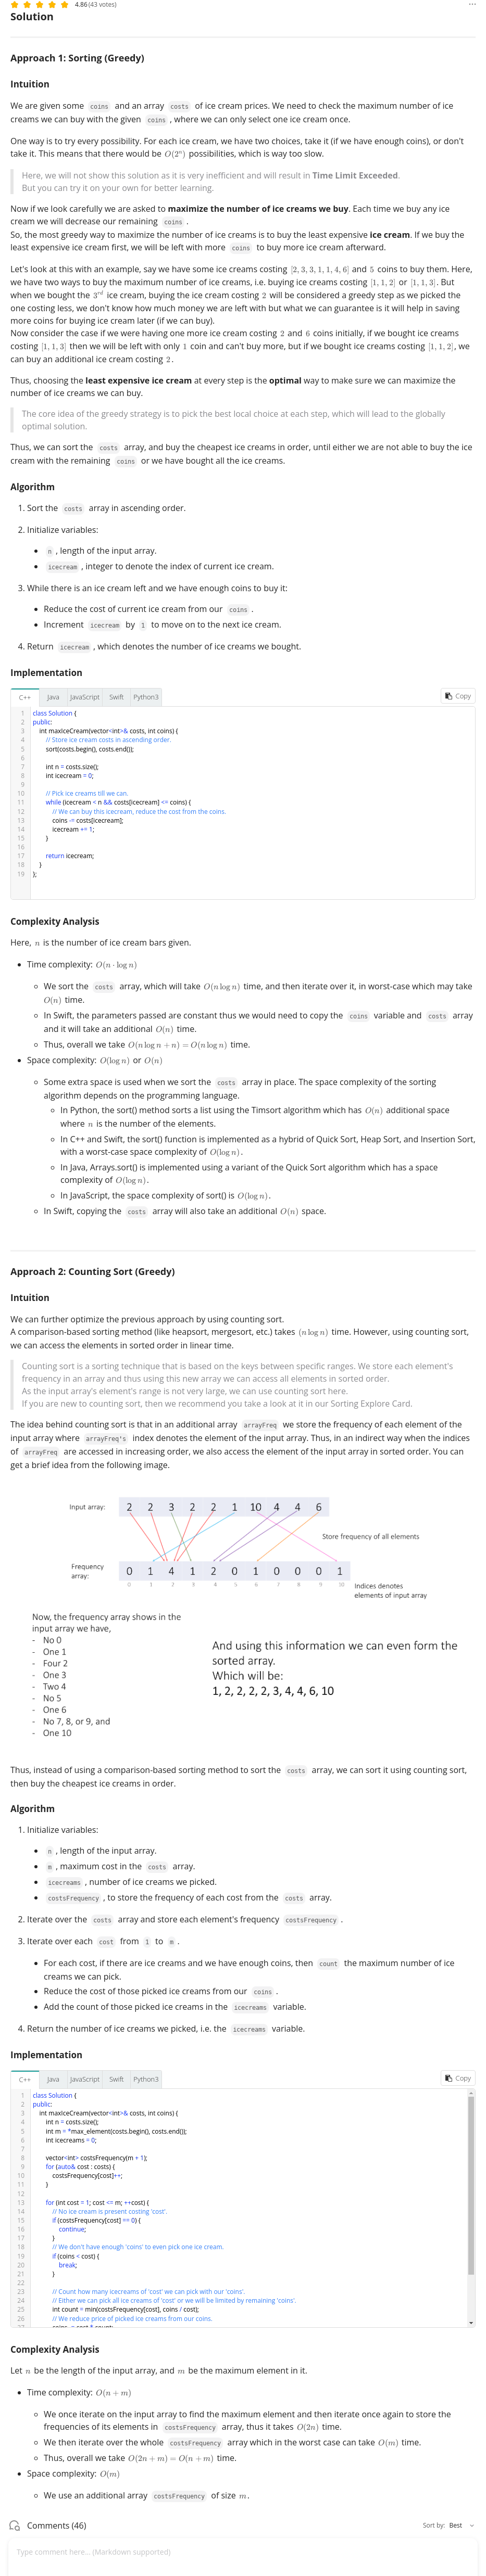 4.86 (43 votes)
Solution
Approach 1: Sorting (Greedy)
Intuition
We are given some coins and an array costs of ice cream prices. We need to check the maximum number of ice
creams we can buy with the given coins , where we can only select one ice cream once.
One way is to try every possibility. For each ice cream, we have two choices, take it (if we have enough coins), or don't
take it. This means that there would be O(2ⁿ) possibilities, which is way too slow.
Here, we will not show this solution as it is very inefficient and will result in Time Limit Exceeded.
But you can try it on your own for better learning.
Now if we look carefully we are asked to maximize the number of ice creams we buy. Each time we buy any ice
cream we will decrease our remaining coins .
So, the most greedy way to maximize the number of ice creams is to buy the least expensive ice cream. If we buy the
least expensive ice cream first, we will be left with more coins to buy more ice cream afterward.
Let's look at this with an example, say we have some ice creams costing [2, 3, 3, 1, 1, 4, 6] and 5 coins to buy them. Here,
we have two ways to buy the maximum number of ice creams, i.e. buying ice creams costing [1, 1, 2] or [1, 1, 3]. But
when we bought the 3ʳᵈ ice cream, buying the ice cream costing 2 will be considered a greedy step as we picked the
one costing less, we don't know how much money we are left with but what we can guarantee is it will help in saving
more coins for buying ice cream later (if we can buy).
Now consider the case if we were having one more ice cream costing 2 and 6 coins initially, if we bought ice creams
costing [1, 1, 3] then we will be left with only 1 coin and can't buy more, but if we bought ice creams costing [1, 1, 2], we
can buy an additional ice cream costing 2.
Thus, choosing the least expensive ice cream at every step is the optimal way to make sure we can maximize the
number of ice creams we can buy.
The core idea of the greedy strategy is to pick the best local choice at each step, which will lead to the globally
optimal solution.
Thus, we can sort the costs array, and buy the cheapest ice creams in order, until either we are not able to buy the ice
cream with the remaining coins or we have bought all the ice creams.
Algorithm
1. Sort the costs array in ascending order.
2. Initialize variables:
n , length of the input array.
icecream , integer to denote the index of current ice cream.
3. While there is an ice cream left and we have enough coins to buy it:
Reduce the cost of current ice cream from our coins .
Increment icecream by 1 to move on to the next ice cream.
4. Return icecream , which denotes the number of ice creams we bought.
Implementation
C++ Java JavaScript Swift Python3 Copy
1 class Solution {
2 public:
3 int maxIceCream(vector<int>& costs, int coins) {
4 // Store ice cream costs in ascending order.
5 sort(costs.begin(), costs.end());
6
7 int n = costs.size();
8 int icecream = 0;
9
10 // Pick ice creams till we can.
11 while (icecream < n && costs[icecream] <= coins) {
12 // We can buy this icecream, reduce the cost from the coins.
13 coins -= costs[icecream];
14 icecream += 1;
15 }
16
17 return icecream;
18 }
19 };
Complexity Analysis
Here, n is the number of ice cream bars given.
Time complexity: O(n · log n)
We sort the costs array, which will take O(n log n) time, and then iterate over it, in worst-case which may take
O(n) time.
In Swift, the parameters passed are constant thus we would need to copy the coins variable and costs array
and it will take an additional O(n) time.
Thus, overall we take O(n log n + n) = O(n log n) time.
Space complexity: O(log n) or O(n)
Some extra space is used when we sort the costs array in place. The space complexity of the sorting
algorithm depends on the programming language.
In Python, the sort() method sorts a list using the Timsort algorithm which has O(n) additional space
where n is the number of the elements.
In C++ and Swift, the sort() function is implemented as a hybrid of Quick Sort, Heap Sort, and Insertion Sort,
with a worst-case space complexity of O(log n).
In Java, Arrays.sort() is implemented using a variant of the Quick Sort algorithm which has a space
complexity of O(log n).
In JavaScript, the space complexity of sort() is O(log n).
In Swift, copying the costs array will also take an additional O(n) space.
Approach 2: Counting Sort (Greedy)
Intuition
We can further optimize the previous approach by using counting sort.
A comparison-based sorting method (like heapsort, mergesort, etc.) takes (n log n) time. However, using counting sort,
we can access the elements in sorted order in linear time.
Counting sort is a sorting technique that is based on the keys between specific ranges. We store each element's
frequency in an array and thus using this new array we can access all elements in sorted order.
As the input array's element's range is not very large, we can use counting sort here.
If you are new to counting sort, then we recommend you take a look at it in our Sorting Explore Card.
The idea behind counting sort is that in an additional array arrayFreq we store the frequency of each element of the
input array where arrayFreq's index denotes the element of the input array. Thus, in an indirect way when the indices
of arrayFreq are accessed in increasing order, we also access the element of the input array in sorted order. You can
get a brief idea from the following image.
Input array: 2 2 3 2 2 1 10 4 4 6
Store frequency of all elements
Frequency
array: 0 1 4 1 2 0 1 0 0 0 1
0 1 2 3 4 5 6 7 8 9 10
Indices denotes
elements of input array
Now, the frequency array shows in the
input array we have,
- No 0
- One 1
- Four 2
- One 3
- Two 4
- No 5
- One 6
- No 7, 8, or 9, and
- One 10
And using this information we can even form the
sorted array.
Which will be:
1, 2, 2, 2, 2, 3, 4, 4, 6, 10
Thus, instead of using a comparison-based sorting method to sort the costs array, we can sort it using counting sort,
then buy the cheapest ice creams in order.
Algorithm
1. Initialize variables:
n , length of the input array.
m , maximum cost in the costs array.
icecreams , number of ice creams we picked.
costsFrequency , to store the frequency of each cost from the costs array.
2. Iterate over the costs array and store each element's frequency costsFrequency .
3. Iterate over each cost from 1 to m .
For each cost, if there are ice creams and we have enough coins, then count the maximum number of ice
creams we can pick.
Reduce the cost of those picked ice creams from our coins .
Add the count of those picked ice creams in the icecreams variable.
4. Return the number of ice creams we picked, i.e. the icecreams variable.
Implementation
C++ Java JavaScript Swift Python3 Copy
1 class Solution {
2 public:
3 int maxIceCream(vector<int>& costs, int coins) {
4 int n = costs.size();
5 int m = *max_element(costs.begin(), costs.end());
6 int icecreams = 0;
7
8 vector<int> costsFrequency(m + 1);
9 for (auto& cost : costs) {
10 costsFrequency[cost]++;
11 }
12
13 for (int cost = 1; cost <= m; ++cost) {
14 // No ice cream is present costing 'cost'.
15 if (costsFrequency[cost] == 0) {
16 continue;
17 }
18 // We don't have enough 'coins' to even pick one ice cream.
19 if (coins < cost) {
20 break;
21 }
22
23 // Count how many icecreams of 'cost' we can pick with our 'coins'.
24 // Either we can pick all ice creams of 'cost' or we will be limited by remaining 'coins'.
25 int count = min(costsFrequency[cost], coins / cost);
26 // We reduce price of picked ice creams from our coins.
27 coins -= cost * count;
Complexity Analysis
Let n be the length of the input array, and m be the maximum element in it.
Time complexity: O(n + m)
We once iterate on the input array to find the maximum element and then iterate once again to store the
frequencies of its elements in costsFrequency array, thus it takes O(2n) time.
We then iterate over the whole costsFrequency array which in the worst case can take O(m) time.
Thus, overall we take O(2n + m) = O(n + m) time.
Space complexity: O(m)
We use an additional array costsFrequency of size m.
Comments (46) Sort by: Best
Type comment here... (Markdown supported)